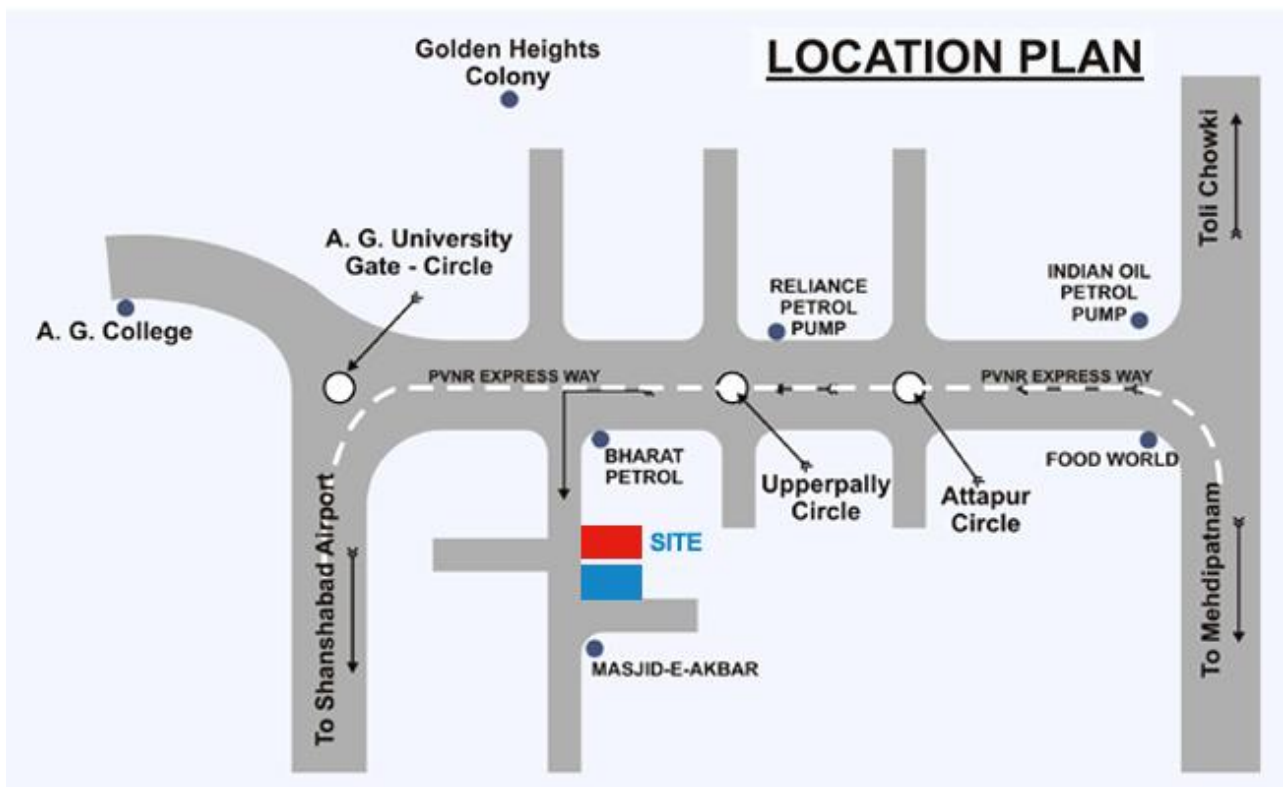 LOCATION PLAN
Golden Heights
Colony
Toli Chowki
A. G. University
Gate - Circle
INDIAN OIL
PETROL
PUMP
RELIANCE
PETROL
PUMP
A. G. College
PVNR EXPRESS WAY
PVNR EXPRESS WAY
BHARAT
PETROL
FOOD WORLD
Upperpally
Circle
Attapur
Circle
SITE
To Shanshabad Airport
To Mehdipatnam
MASJID-E-AKBAR